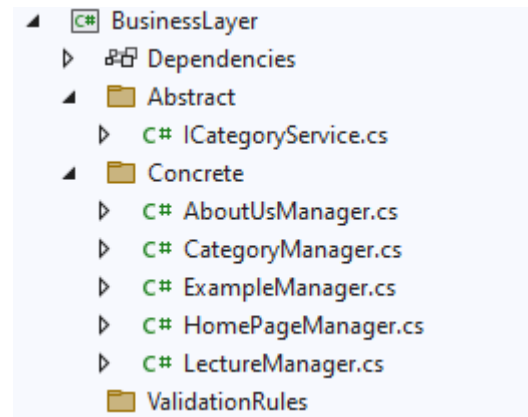 C# BusinessLayer
Dependencies
Abstract
C# ICategoryService.cs
Concrete
C# AboutUsManager.cs
C# CategoryManager.cs
C# ExampleManager.cs
C# HomePageManager.cs
C# LectureManager.cs
ValidationRules